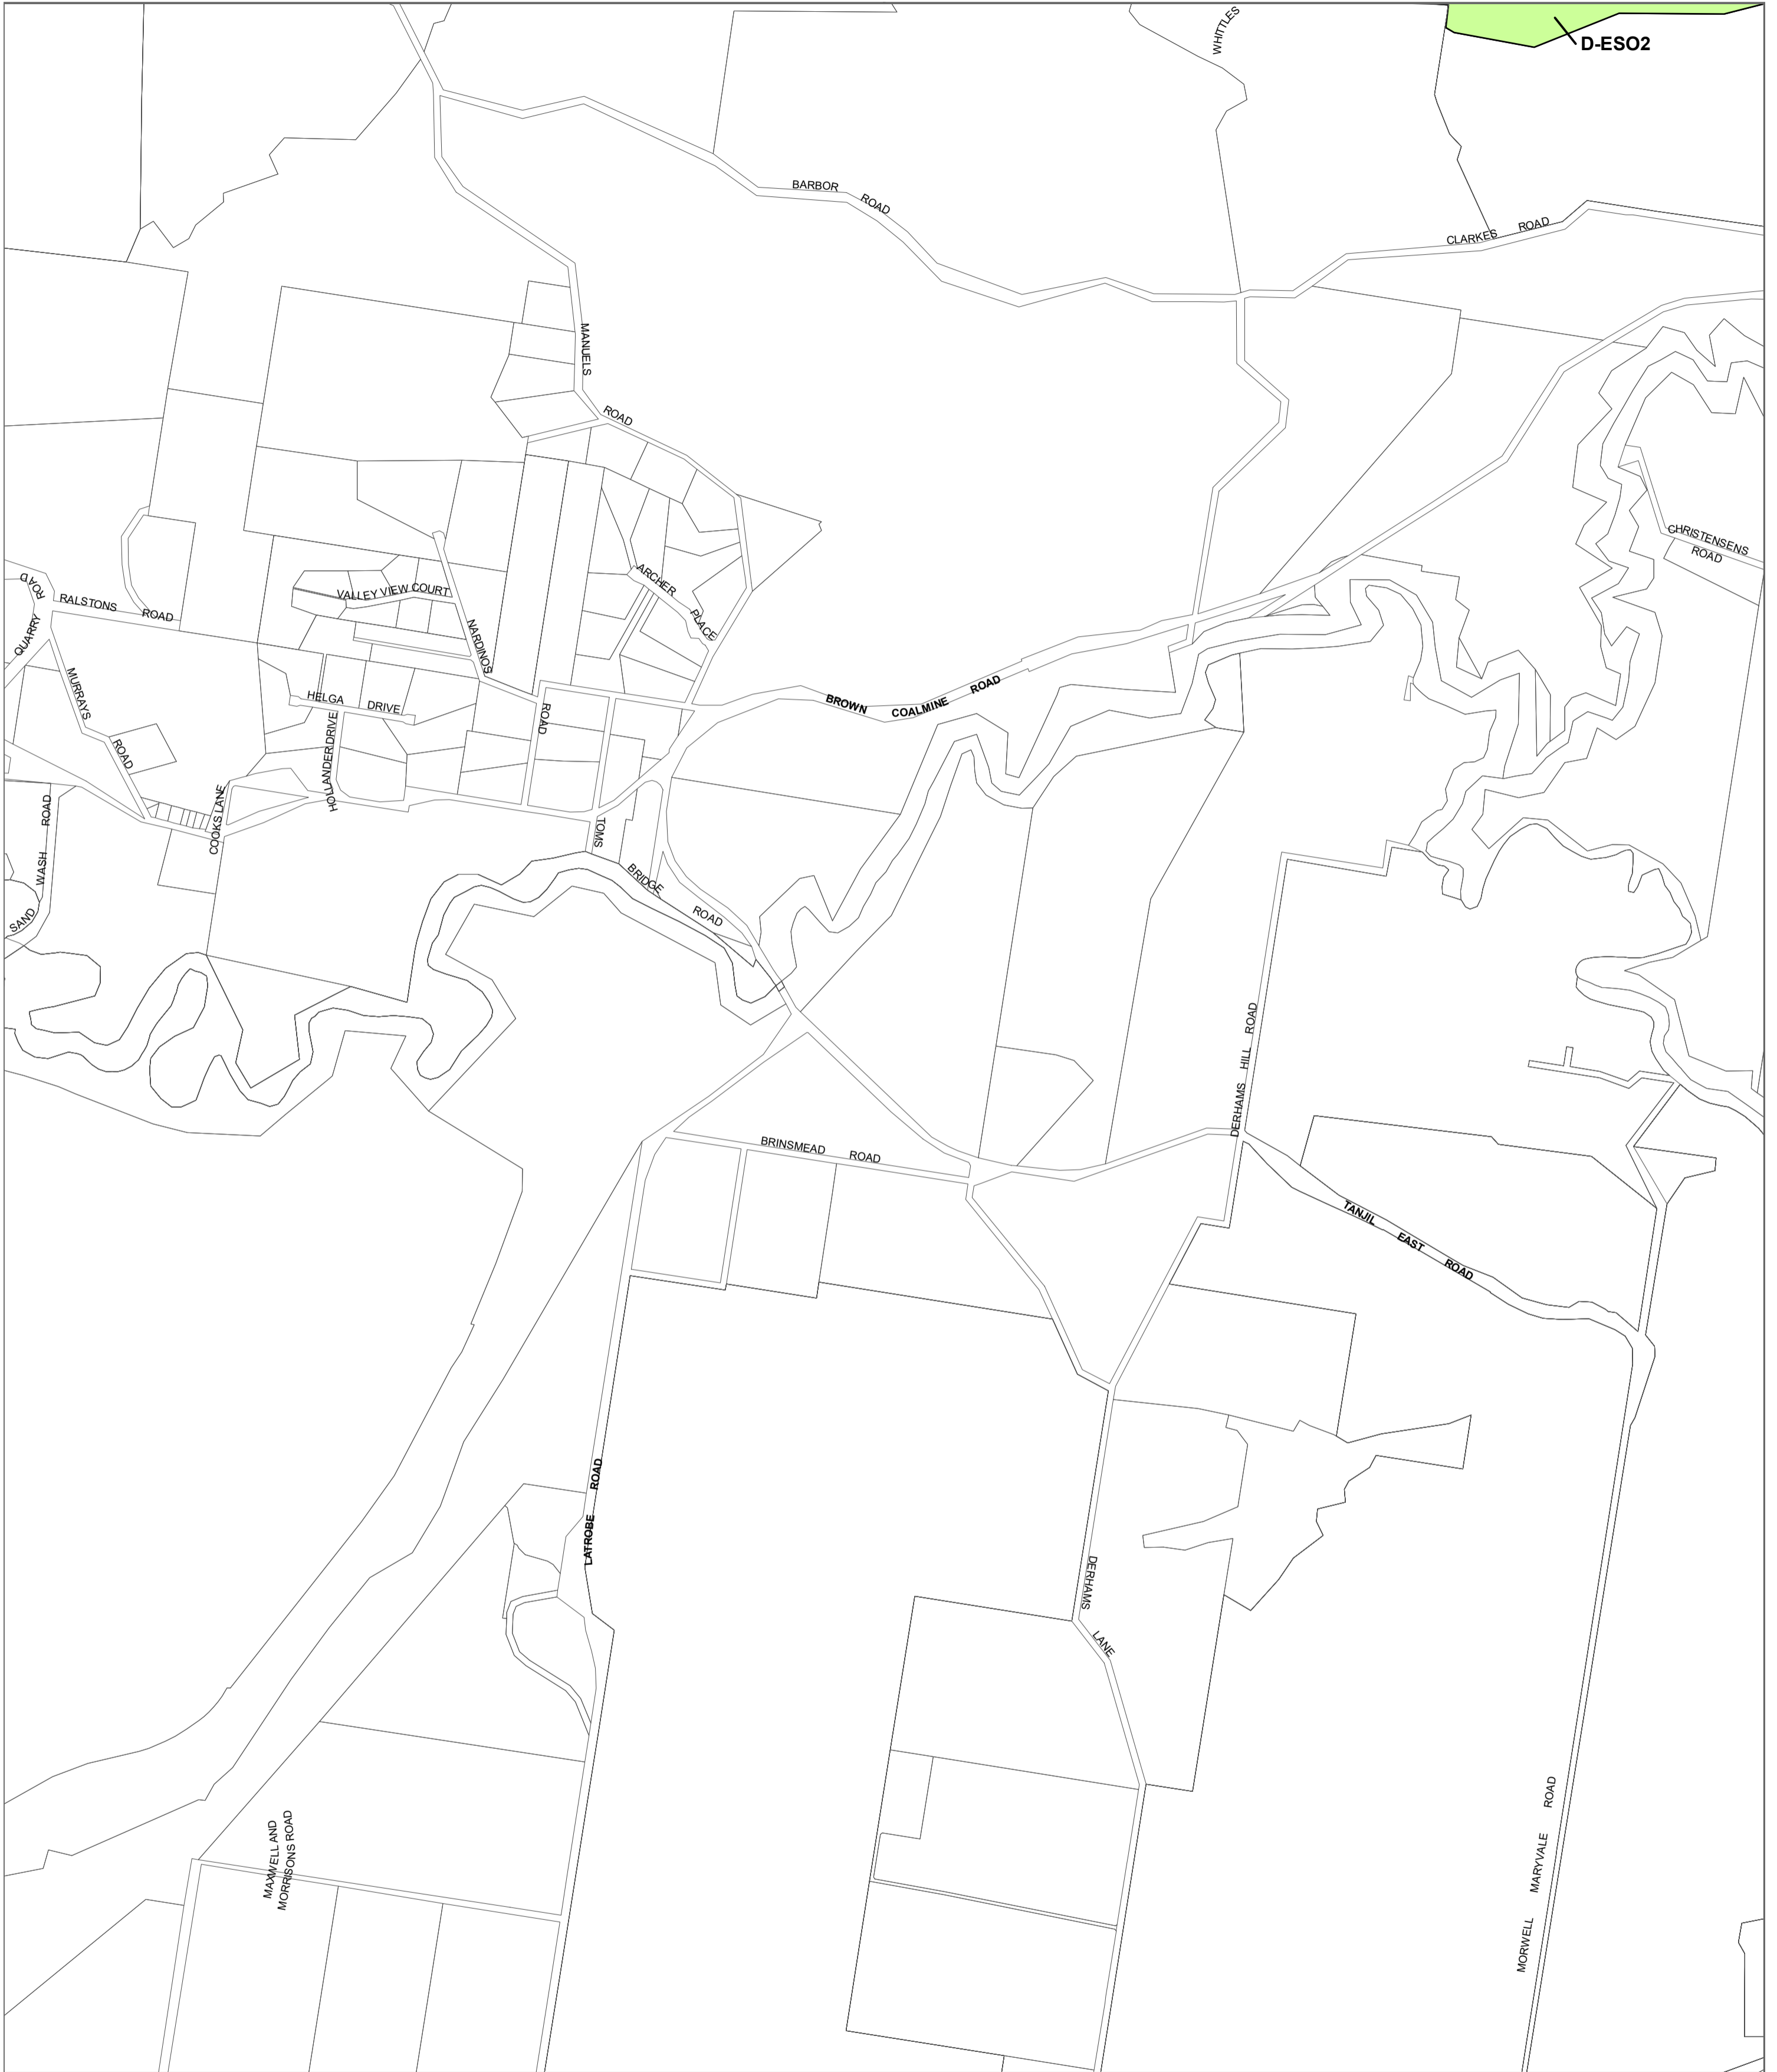 WHITTLES
D-ESO2
BARBOR
ROAD
CLARKES ROAD
MANUELS
ROAD
CHRISTENSENS
ROAD
ARCHER
PLACE
VALLEY VIEW COURT
QUARRY
ROAD
RALSTONS ROAD
NARDINOS
ROAD
MURRAYS
ROAD
HELGA DRIVE
HOLLANDER DRIVE
BROWN COALMINE ROAD
COOKS LANE
SAND
WASH
ROAD
TOMS
BRIDGE
ROAD
DERHAMS HILL ROAD
BRINSMEAD ROAD
TANJIL
EAST
ROAD
LATROBE ROAD
DERHAMS
LANE
MAXWELL AND
MORRISONS ROAD
MORWELL MARYVALE ROAD